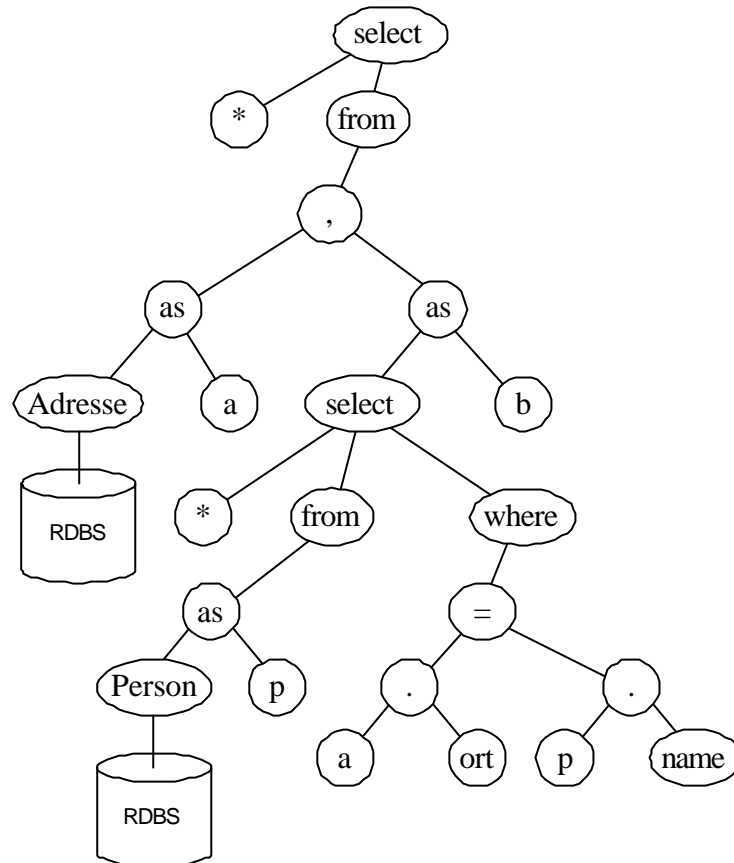 select
* from
,
as as
Adresse a select b
RDBS
* from where
as =
Person p . .
a ort p name
RDBS